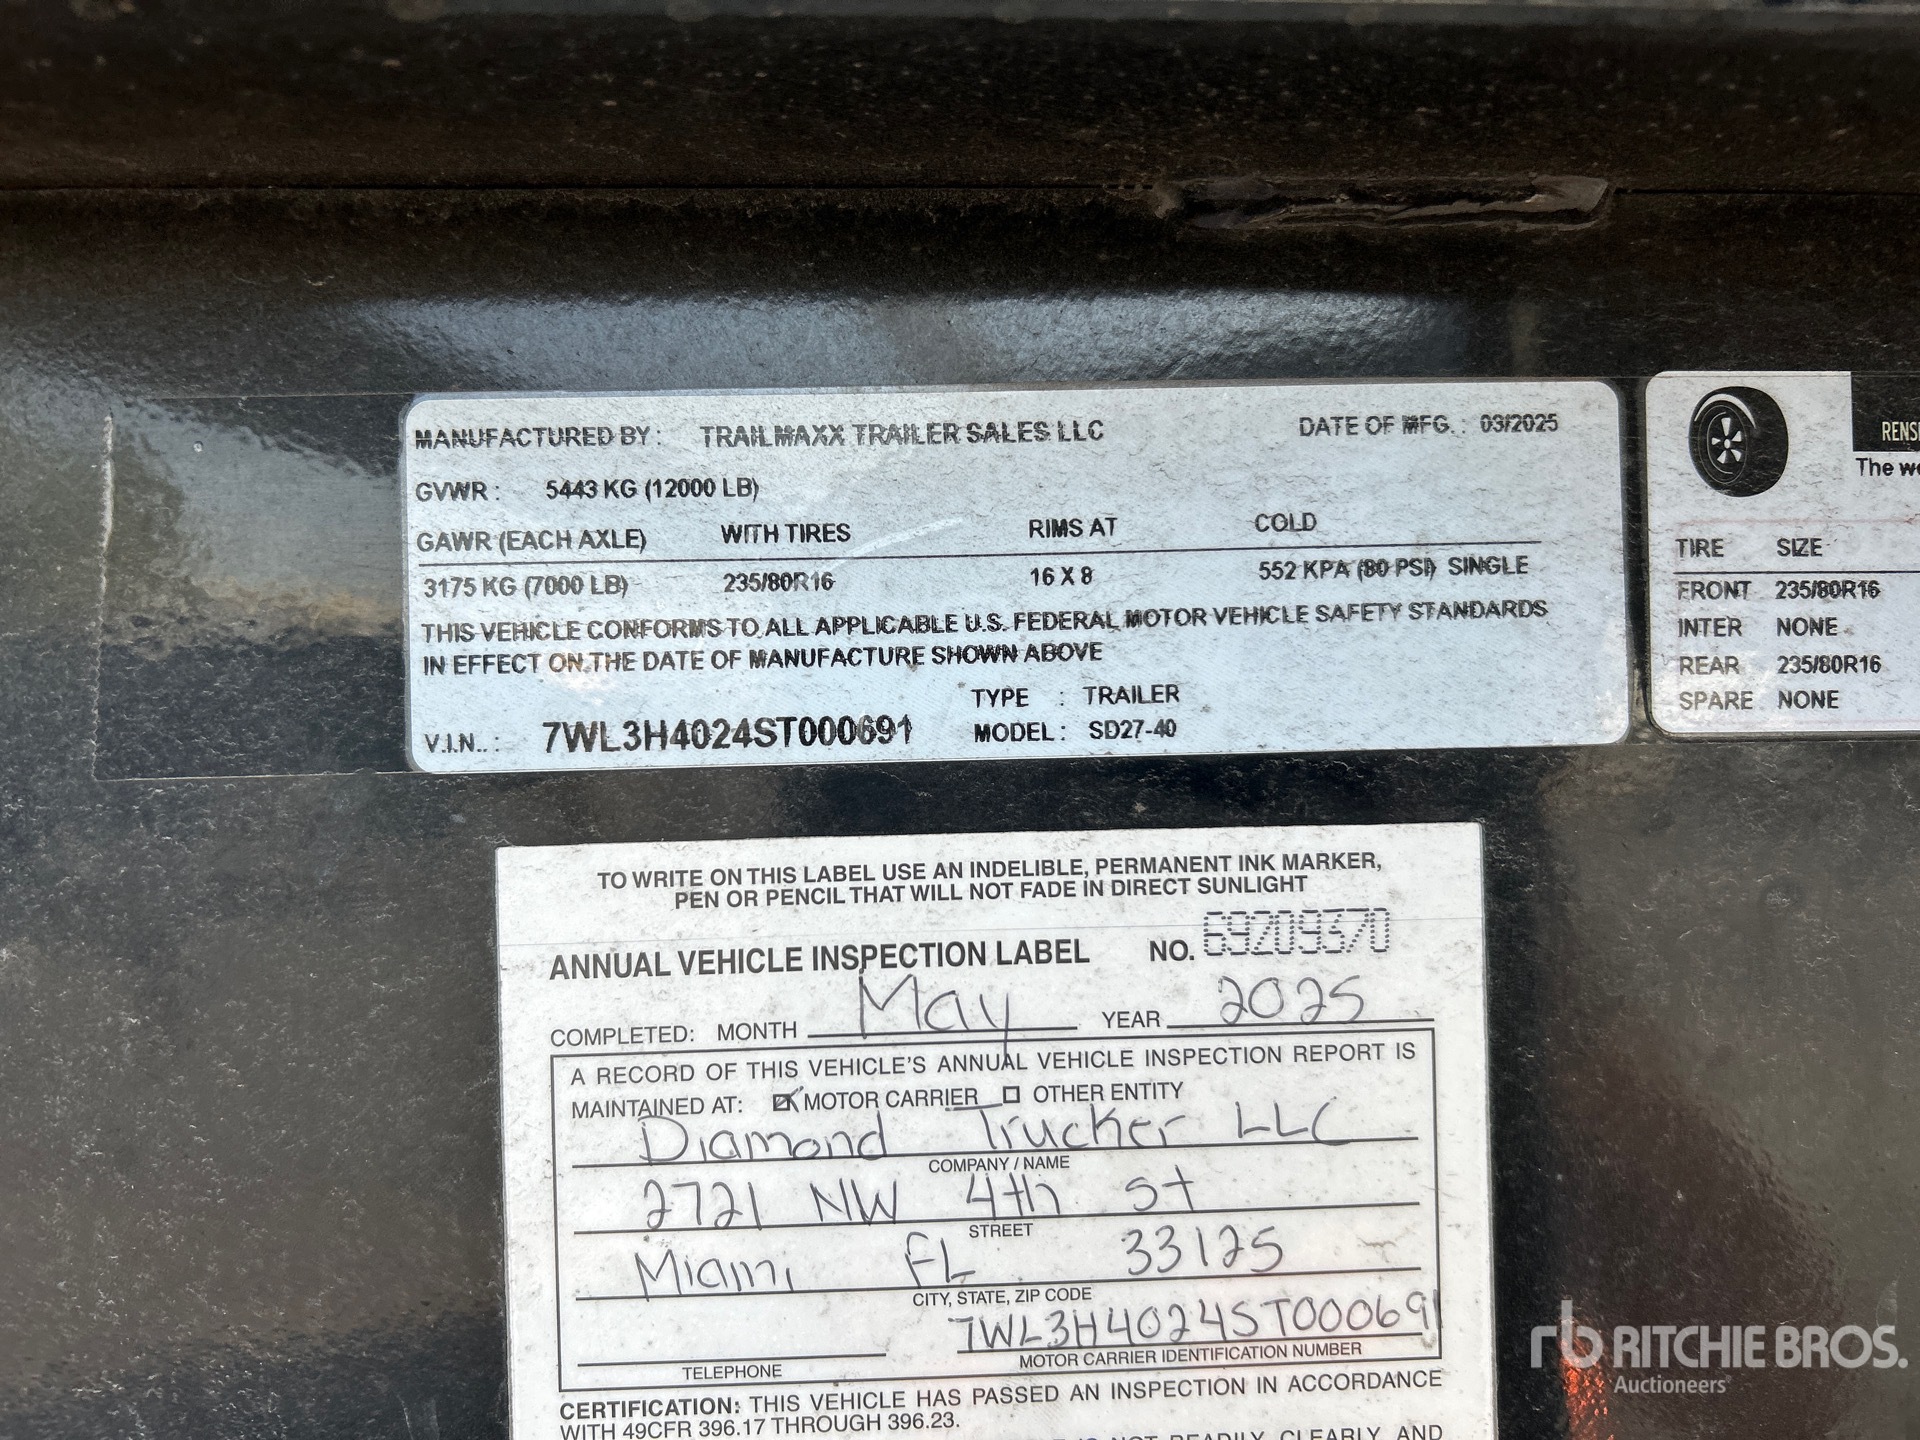 MANUFACTURED BY : TRAILMAXX TRAILER SALES LLC DATE OF MFG. : 03/2025
GVWR : 5443 KG (12000 LB)
GAWR (EACH AXLE) WITH TIRES RIMS AT COLD
3175 KG (7000 LB) 235/80R16 16 X 8 552 KPA (80 PSI) SINGLE
THIS VEHICLE CONFORMS TO ALL APPLICABLE U.S. FEDERAL MOTOR VEHICLE SAFETY STANDARDS
IN EFFECT ON THE DATE OF MANUFACTURE SHOWN ABOVE
TYPE : TRAILER
V.I.N.. : 7WL3H4024ST000691 MODEL : SD27-40
The
TIRE SIZE
FRONT 235/80R16
INTER NONE
REAR 235/80R16
SPARE NONE
TO WRITE ON THIS LABEL USE AN INDELIBLE, PERMANENT INK MARKER,
PEN OR PENCIL THAT WILL NOT FADE IN DIRECT SUNLIGHT
ANNUAL VEHICLE INSPECTION LABEL NO. 69209370
COMPLETED: MONTH May YEAR 2025
A RECORD OF THIS VEHICLE'S ANNUAL VEHICLE INSPECTION REPORT IS
MAINTAINED AT: MOTOR CARRIER OTHER ENTITY
Diamond Trucker LLC
COMPANY / NAME
2721 NW 4th St
STREET
Miami FL 33125
CITY, STATE, ZIP CODE
7WL3H4024ST000691
TELEPHONE MOTOR CARRIER IDENTIFICATION NUMBER
CERTIFICATION: THIS VEHICLE HAS PASSED AN INSPECTION IN ACCORDANCE
WITH 49CFR 396.17 THROUGH 396.23.
IS NOT READILY, CLEARLY, AND
rb RITCHIE BROS.
Auctioneers